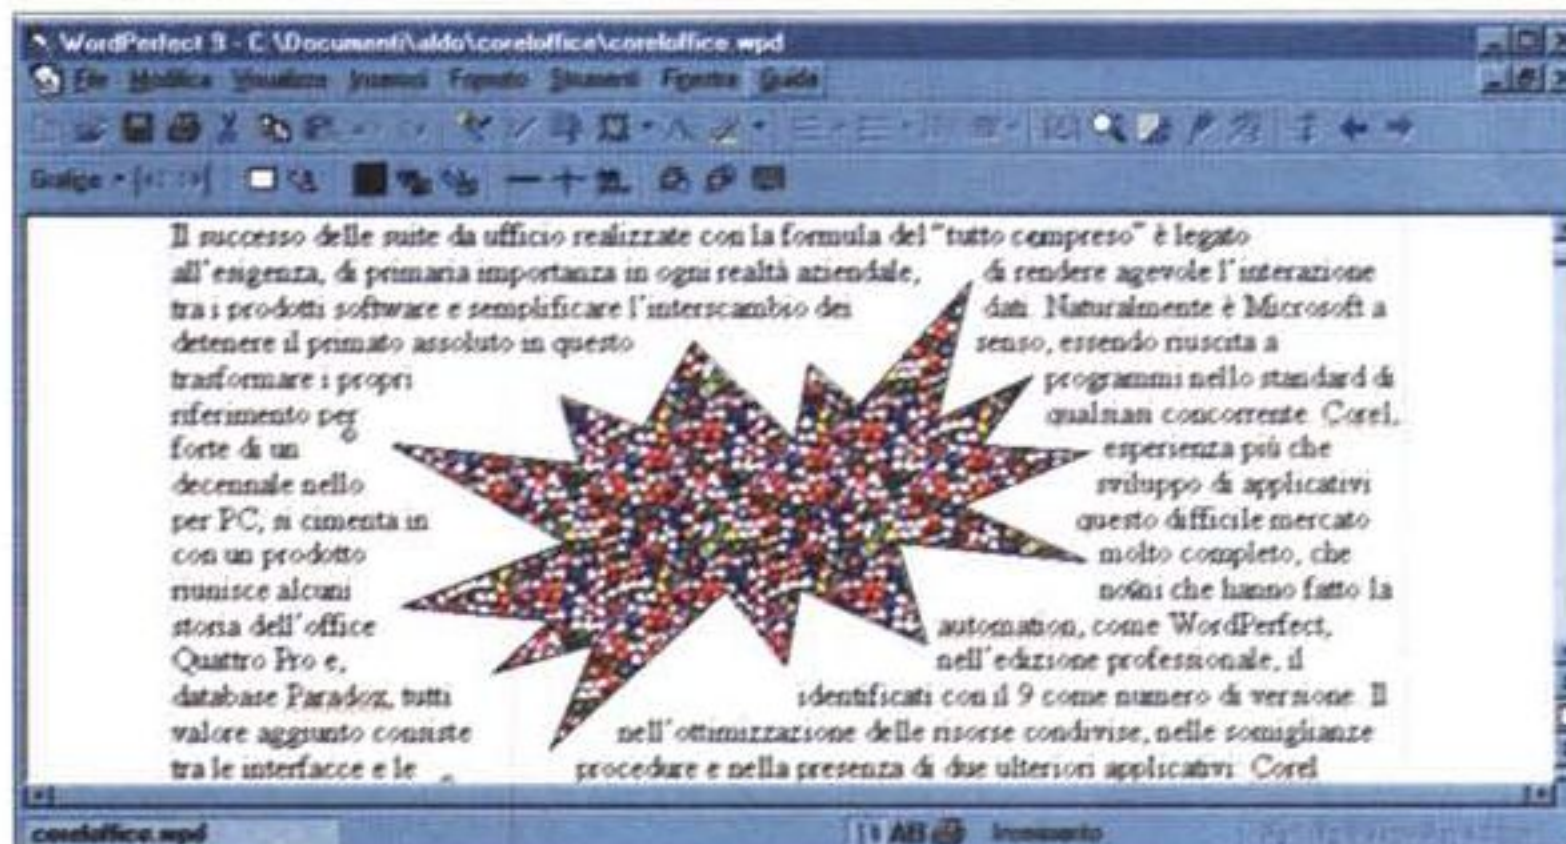 WordPerfect 9 - C:\Documenti\aldo\coreloffice\coreloffice.wpd
File Modifica Visualizza Inserisci Formato Strumenti Finestra Guida
Il successo delle suite da ufficio realizzate con la formula del "tutto compreso" è legato
all'esigenza, di primaria importanza in ogni realtà aziendale, di rendere agevole l'interazione
tra i prodotti software e semplificare l'interscambio dei dati. Naturalmente è Microsoft a
detenere il primato assoluto in questo senso, essendo riuscita a
trasformare i propri programmi nello standard di
riferimento per qualsiasi concorrente. Corel,
forte di un esperienza più che
decennale nello sviluppo di applicativi
per PC, si cimenta in questo difficile mercato
con un prodotto molto completo, che
riunisce alcuni nomi che hanno fatto la
storia dell'office automation, come WordPerfect,
Quattro Pro e, nell'edizione professionale, il
database Paradox, tutti identificati con il 9 come numero di versione. Il
valore aggiunto consiste nell'ottimizzazione delle risorse condivise, nelle somiglianze
tra le interfacce e le procedure e nella presenza di due ulteriori applicativi: Corel
coreloffice.wpd AB Inserimento